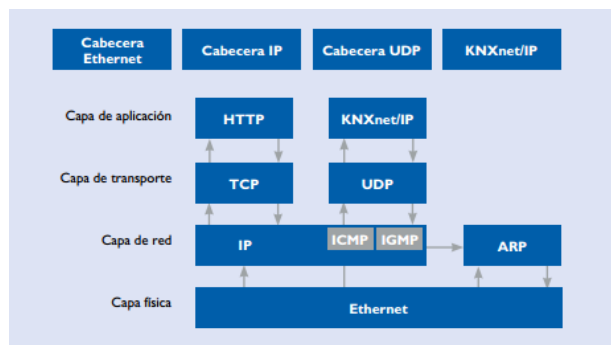 Cabecera
Ethernet
Cabecera IP
Cabecera UDP
KNXnet/IP
Capa de aplicación
HTTP
KNXnet/IP
Capa de transporte
TCP
UDP
Capa de red
IP
ICMP
IGMP
ARP
Capa física
Ethernet